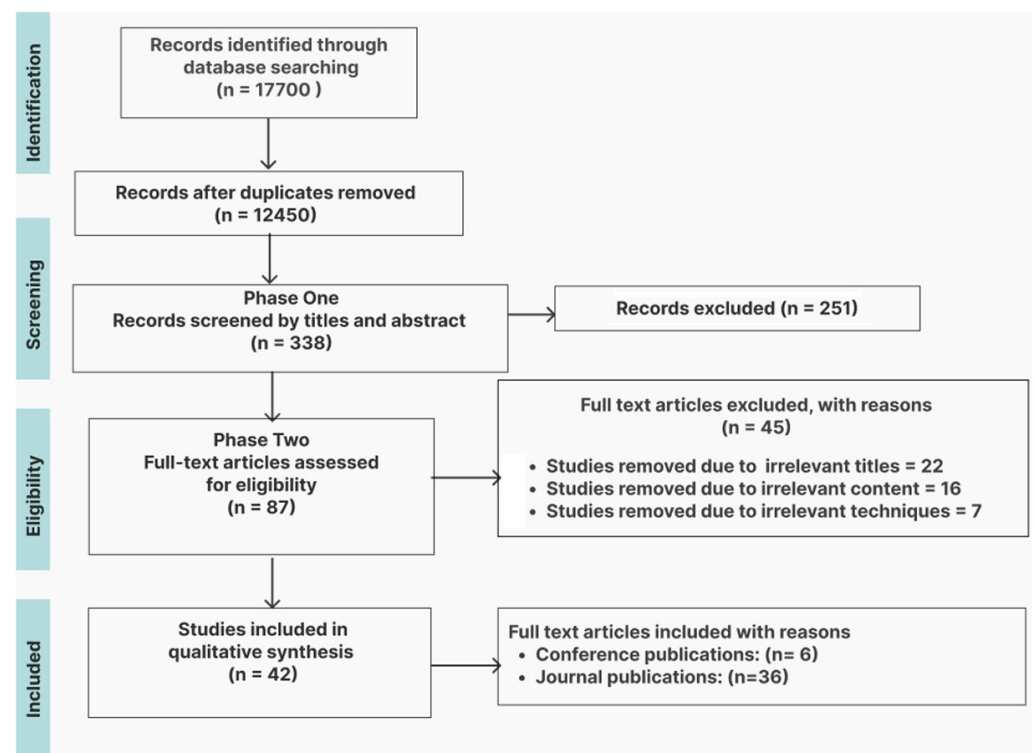 Identification
Records identified through
database searching
(n = 17700 )
Records after duplicates removed
(n = 12450)
Screening
Phase One
Records screened by titles and abstract
(n = 338)
Records excluded (n = 251)
Eligibility
Phase Two
Full-text articles assessed
for eligibility
(n = 87)
Full text articles excluded, with reasons
(n = 45)
• Studies removed due to  irrelevant titles = 22
• Studies removed due to irrelevant content = 16
• Studies removed due to irrelevant techniques = 7
Included
Studies included in
qualitative synthesis
(n = 42)
Full text articles included with reasons
• Conference publications: (n= 6)
• Journal publications: (n=36)